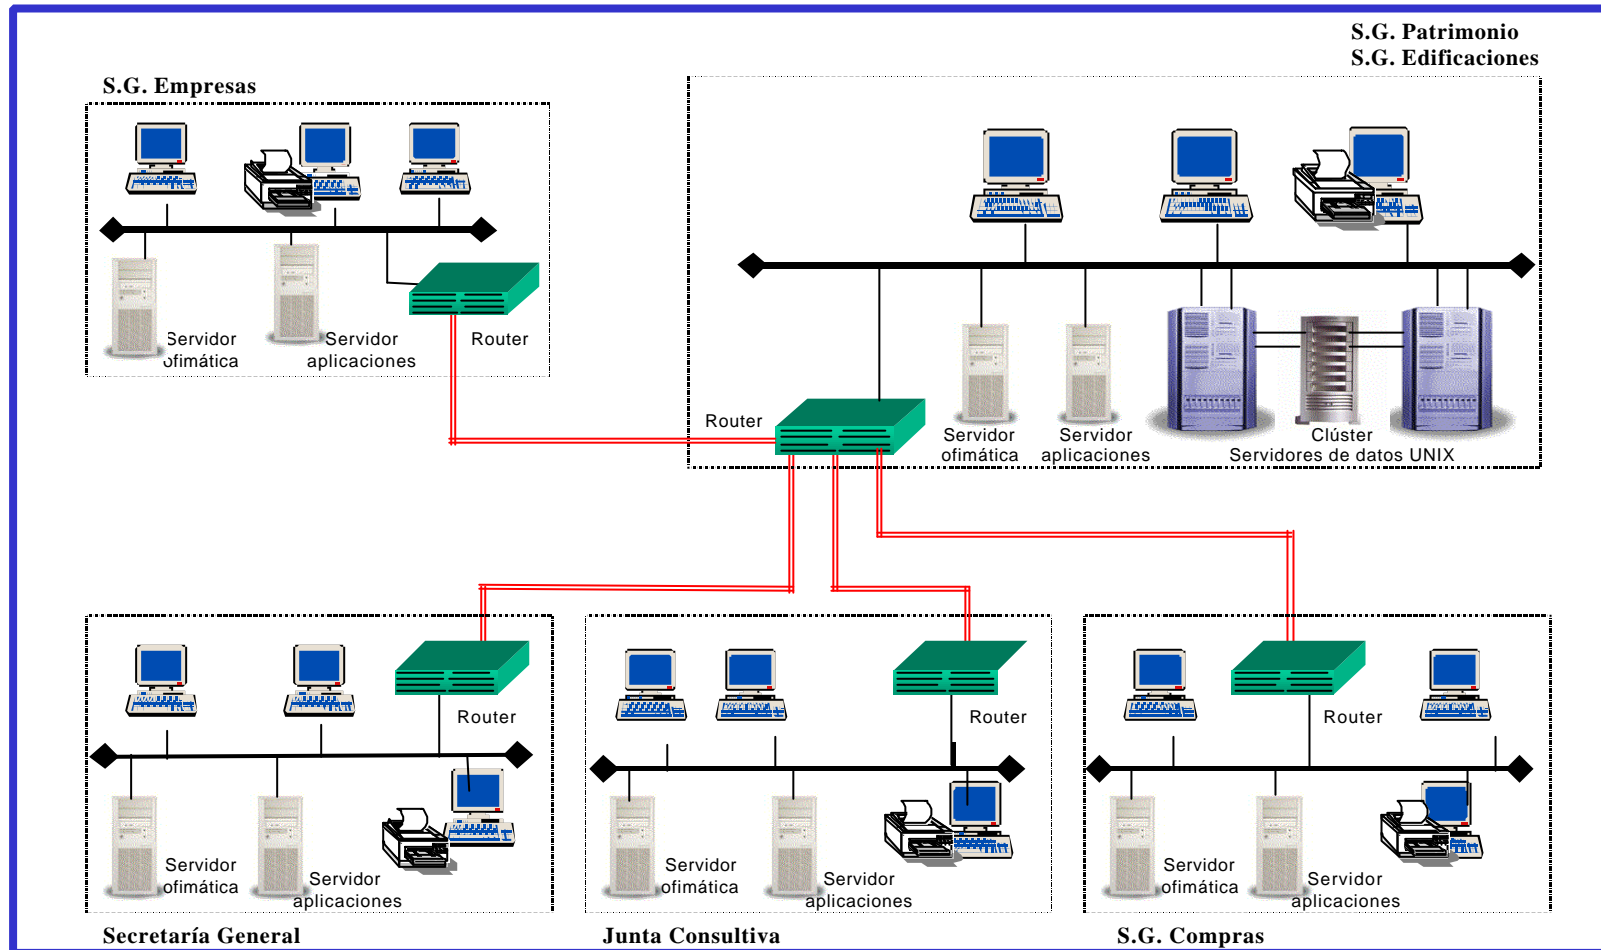 S.G. Patrimonio
S.G. Edificaciones
S.G. Empresas
Servidor
ofimática
Servidor
aplicaciones
Router
Router
Servidor
ofimática
Servidor
aplicaciones
Clúster
Servidores de datos UNIX
Router
Servidor
ofimática
Servidor
aplicaciones
Router
Servidor
ofimática
Servidor
aplicaciones
Router
Servidor
ofimática
Servidor
aplicaciones
Secretaría General
Junta Consultiva
S.G. Compras